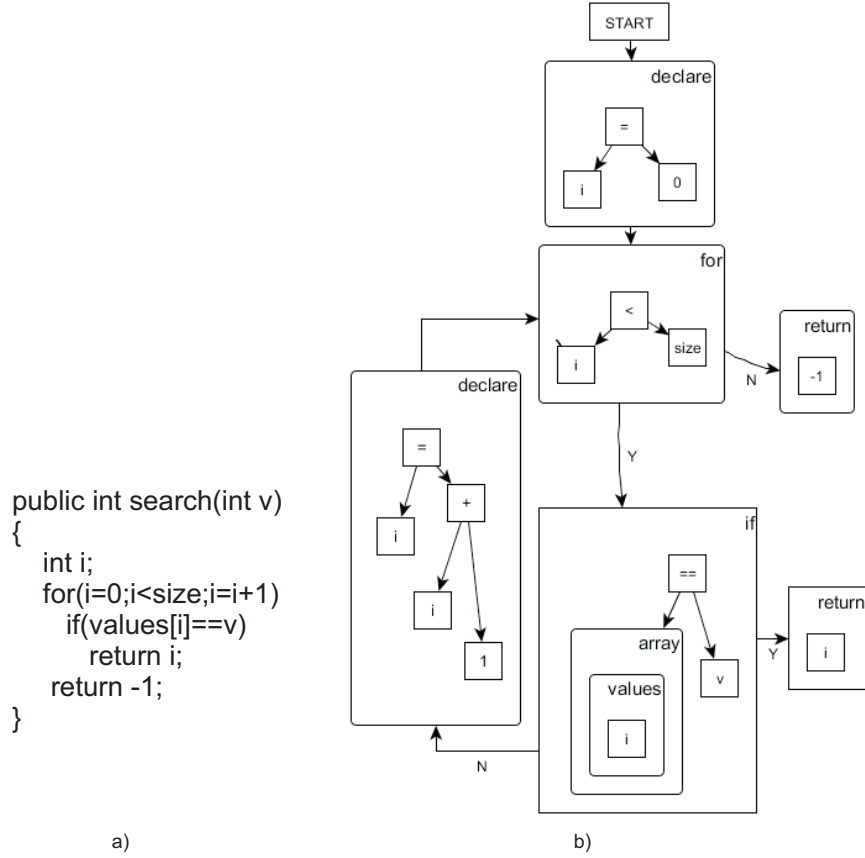 START
declare
=
i
0
for
<
i
size
return
-1
N
Y
declare
=
+
i
i
1
if
==
array
v
values
i
return
i
Y
N
public int search(int v)
{
int i;
for(i=0;i<size;i=i+1)
if(values[i]==v)
return i;
return -1;
}
a)
b)